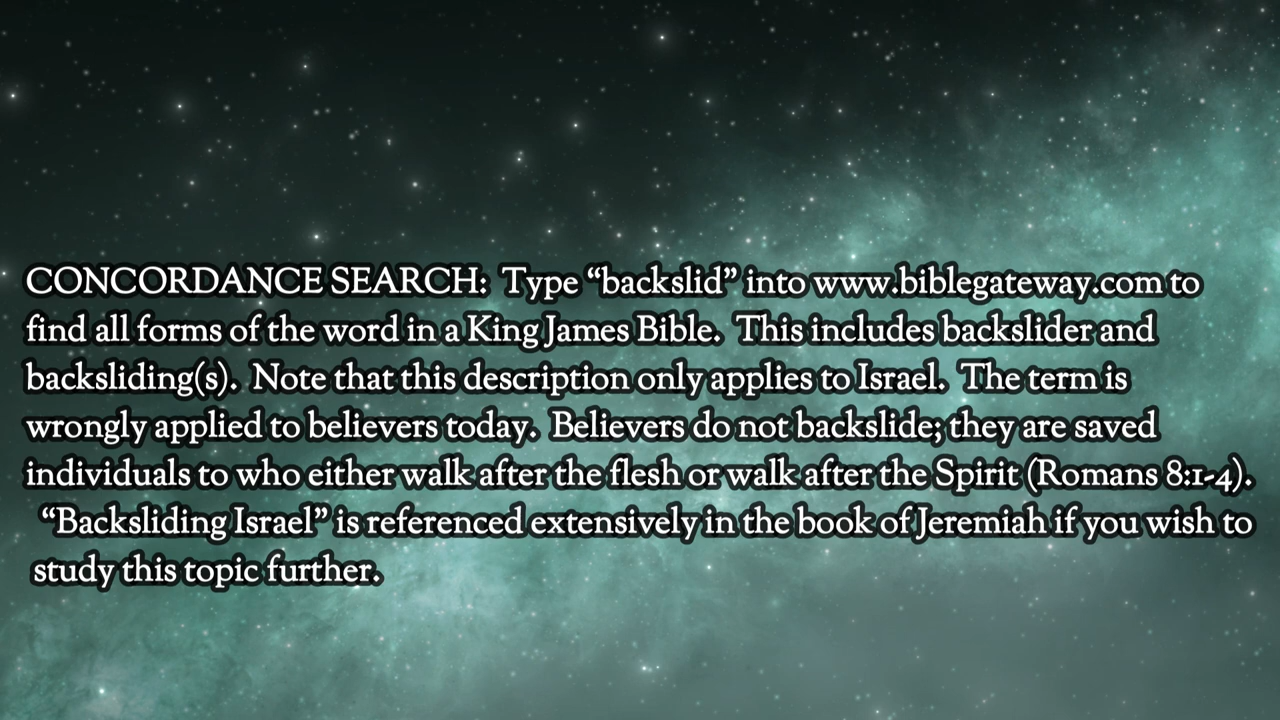 CONCORDANCE SEARCH:  Type “backslid” into www.biblegateway.com to
find all forms of the word in a King James Bible.  This includes backslider and
backsliding(s).  Note that this description only applies to Israel.  The term is
wrongly applied to believers today.  Believers do not backslide; they are saved
individuals to who either walk after the flesh or walk after the Spirit (Romans 8:1-4).
“Backsliding Israel” is referenced extensively in the book of Jeremiah if you wish to
study this topic further.